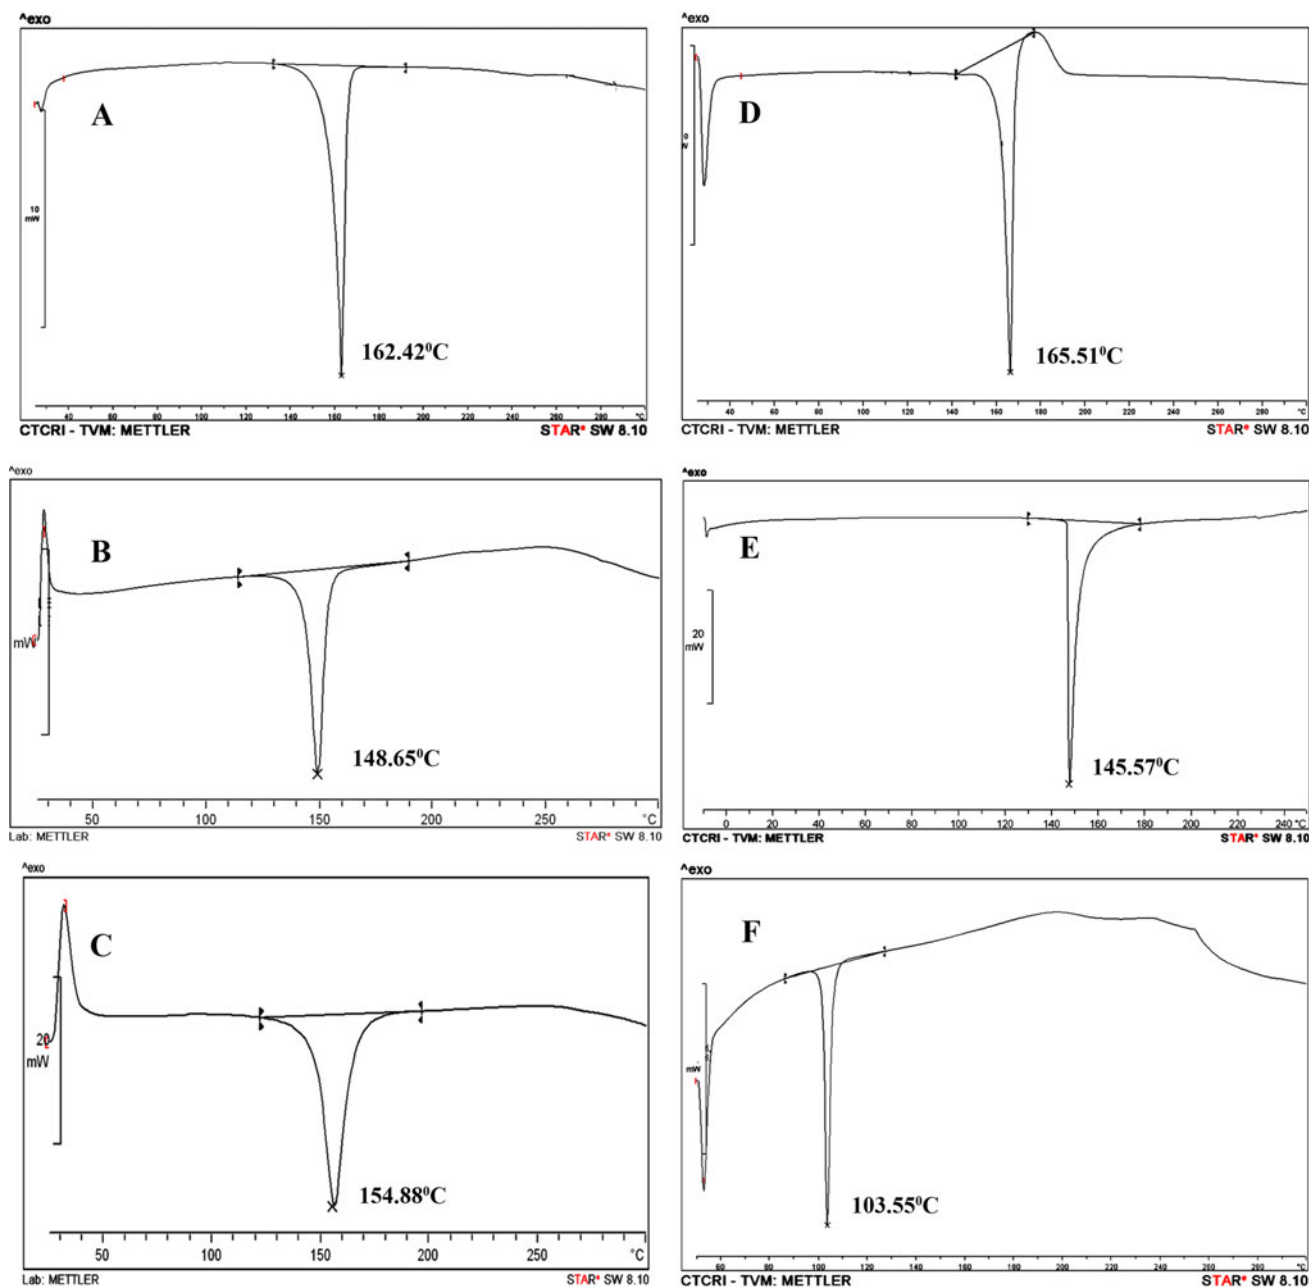 ^exo
A
10
mW
162.42⁰C
40 60 80 100 120 140 160 180 200 220 240 260 280 °C
CTCRI - TVM: METTLER
STAR® SW 8.10
^exo
D
165.51⁰C
40 60 80 100 120 140 160 180 200 220 240 260 280 °C
CTCRI - TVM: METTLER
STAR® SW 8.10
^exo
B
mW
148.65⁰C
50 100 150 200 250 °C
Lab: METTLER
STAR® SW 8.10
^exo
E
20
mW
145.57⁰C
0 20 40 60 80 100 120 140 160 180 200 220 240 °C
CTCRI - TVM: METTLER
STAR® SW 8.10
^exo
C
20
mW
154.88⁰C
50 100 150 200 250 °C
Lab: METTLER
STAR® SW 8.10
^exo
F
mW
103.55⁰C
60 80 100 120 140 160 180 200 220 240 260 280 °C
CTCRI - TVM: METTLER
STAR® SW 8.10